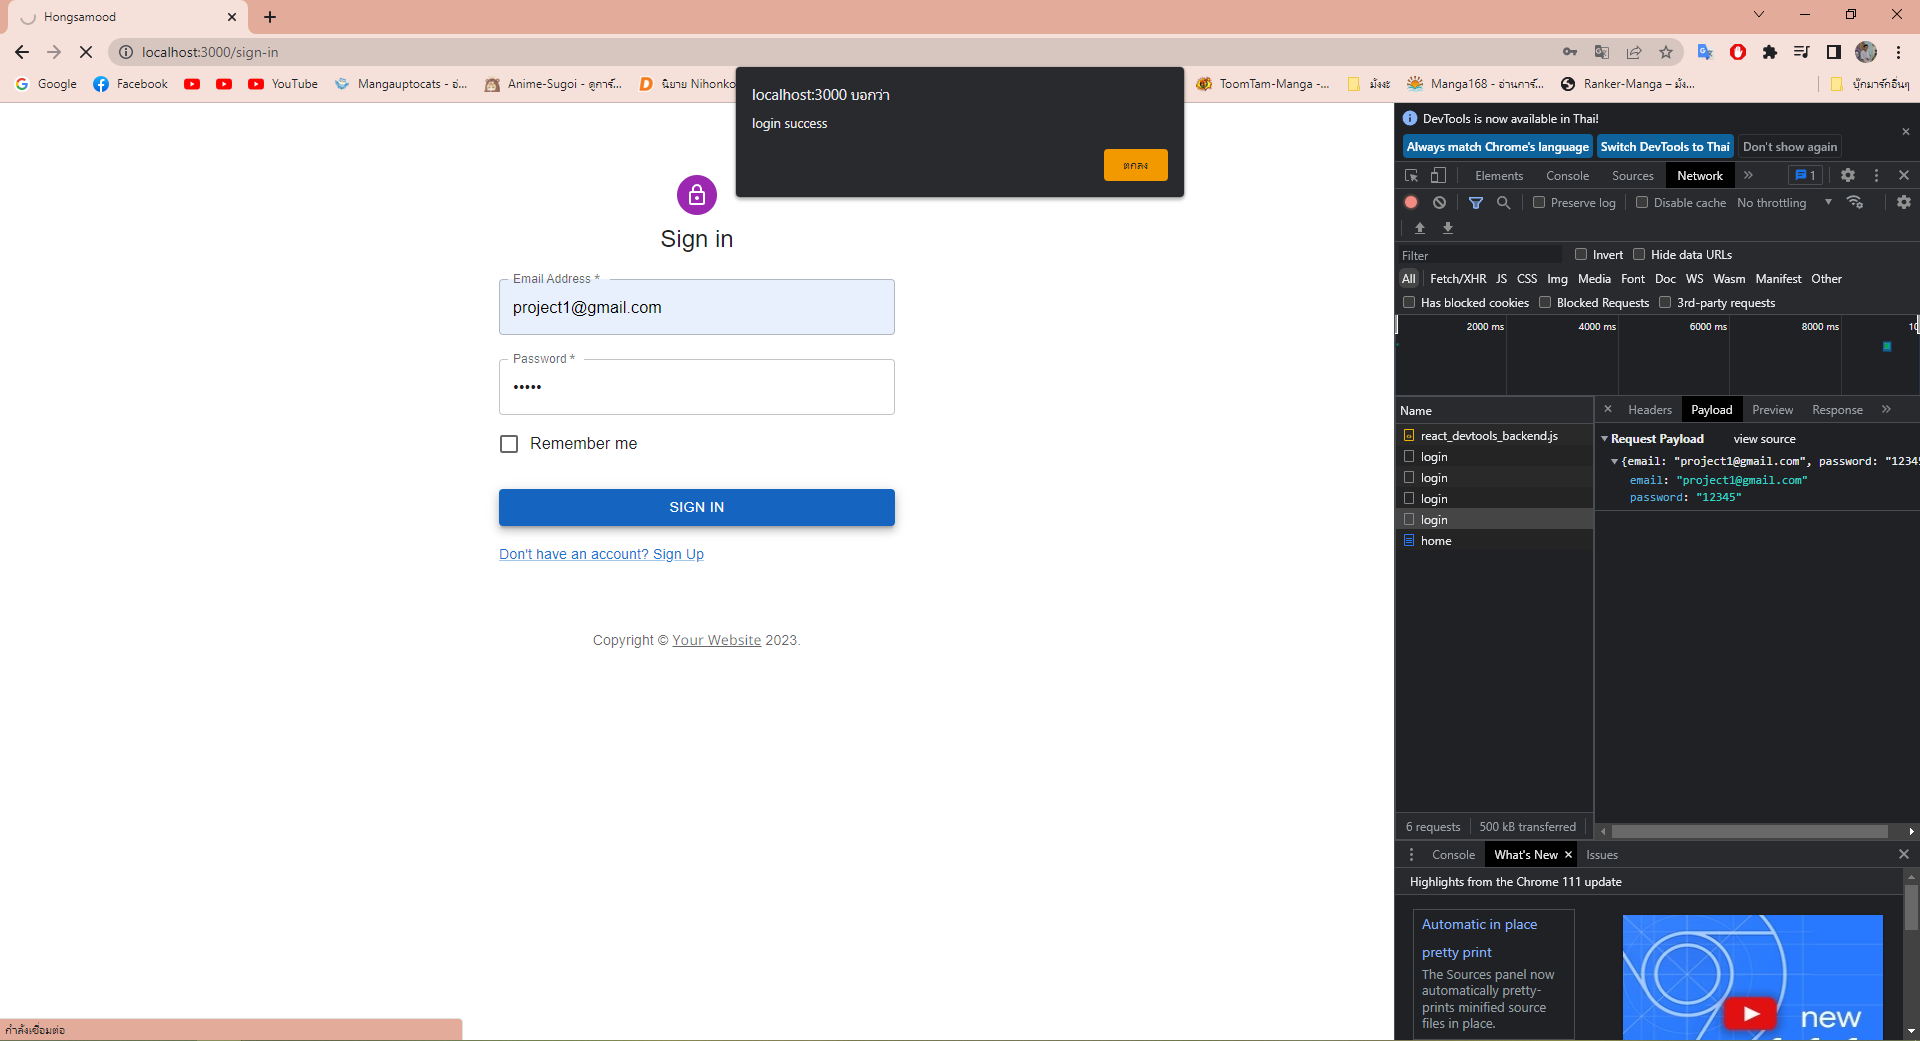 Hongsamood
localhost:3000/sign-in
Google Facebook YouTube Mangauptocats - อ่... Anime-Sugoi - ดูการ์... นิยาย Nihonko ToomTam-Manga -... มังงะ Manga168 - อ่านการ์... Ranker-Manga – มัง... บุ๊กมาร์กอื่นๆ
localhost:3000 บอกว่า
login success
ตกลง
Sign in
Email Address *
project1@gmail.com
Password *
•••••
Remember me
SIGN IN
Don't have an account? Sign Up
Copyright © Your Website 2023.
กำลังเชื่อมต่อ
DevTools is now available in Thai!
Always match Chrome's language Switch DevTools to Thai Don't show again
Elements Console Sources Network » 1
Preserve log Disable cache No throttling
Filter Invert Hide data URLs
All Fetch/XHR JS CSS Img Media Font Doc WS Wasm Manifest Other
Has blocked cookies Blocked Requests 3rd-party requests
2000 ms 4000 ms 6000 ms 8000 ms 10
Name
react_devtools_backend.js
login
login
login
login
home
Headers Payload Preview Response »
Request Payload view source
{email: "project1@gmail.com", password: "1234
email: "project1@gmail.com"
password: "12345"
6 requests 500 kB transferred
Console What's New Issues
Highlights from the Chrome 111 update
Automatic in place
pretty print
The Sources panel now
automatically pretty-
prints minified source
files in place.
new